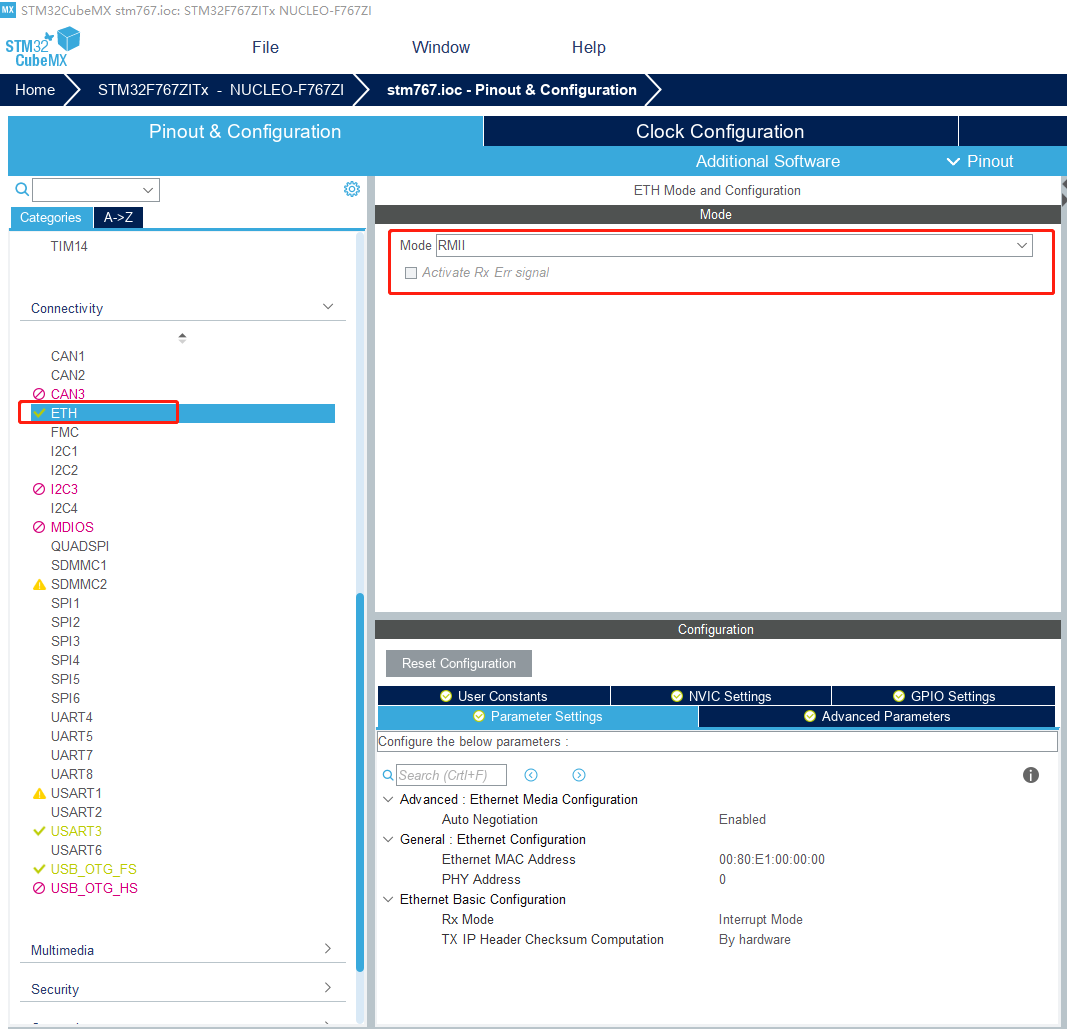 MX STM32CubeMX stm767.ioc: STM32F767ZITx NUCLEO-F767ZI
STM32 CubeMX
File Window Help
Home STM32F767ZITx - NUCLEO-F767ZI stm767.ioc - Pinout & Configuration
Pinout & Configuration Clock Configuration
Additional Software Pinout
Categories A->Z
TIM14
Connectivity
CAN1
CAN2
CAN3
ETH
FMC
I2C1
I2C2
I2C3
I2C4
MDIOS
QUADSPI
SDMMC1
SDMMC2
SPI1
SPI2
SPI3
SPI4
SPI5
SPI6
UART4
UART5
UART7
UART8
USART1
USART2
USART3
USART6
USB_OTG_FS
USB_OTG_HS
Multimedia
Security
ETH Mode and Configuration
Mode
Mode RMII
Activate Rx Err signal
Configuration
Reset Configuration
User Constants NVIC Settings GPIO Settings
Parameter Settings Advanced Parameters
Configure the below parameters :
Search (Crtl+F)
Advanced : Ethernet Media Configuration
Auto Negotiation Enabled
General : Ethernet Configuration
Ethernet MAC Address 00:80:E1:00:00:00
PHY Address 0
Ethernet Basic Configuration
Rx Mode Interrupt Mode
TX IP Header Checksum Computation By hardware